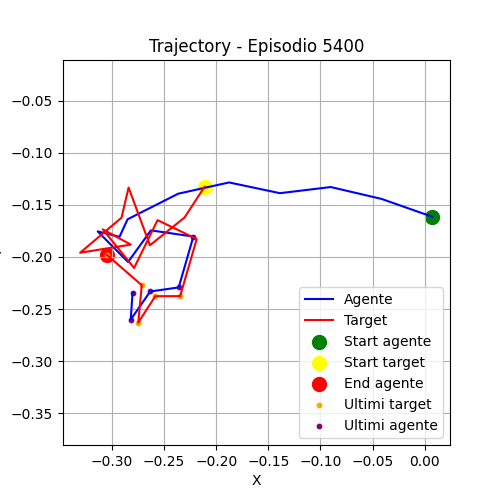 Trajectory - Episodio 5400
−0.05
−0.10
−0.15
−0.20
−0.25
−0.30
−0.35
Agente
Target
Start agente
Start target
End agente
Ultimi target
Ultimi agente
−0.30 −0.25 −0.20 −0.15 −0.10 −0.05 0.00
X